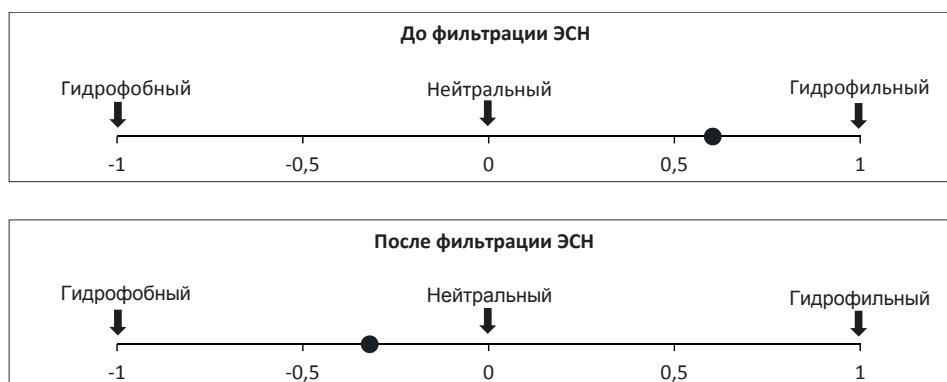 До фильтрации ЭСН
Гидрофобный Нейтральный Гидрофильный
-1 -0,5 0 0,5 1
После фильтрации ЭСН
Гидрофобный Нейтральный Гидрофильный
-1 -0,5 0 0,5 1